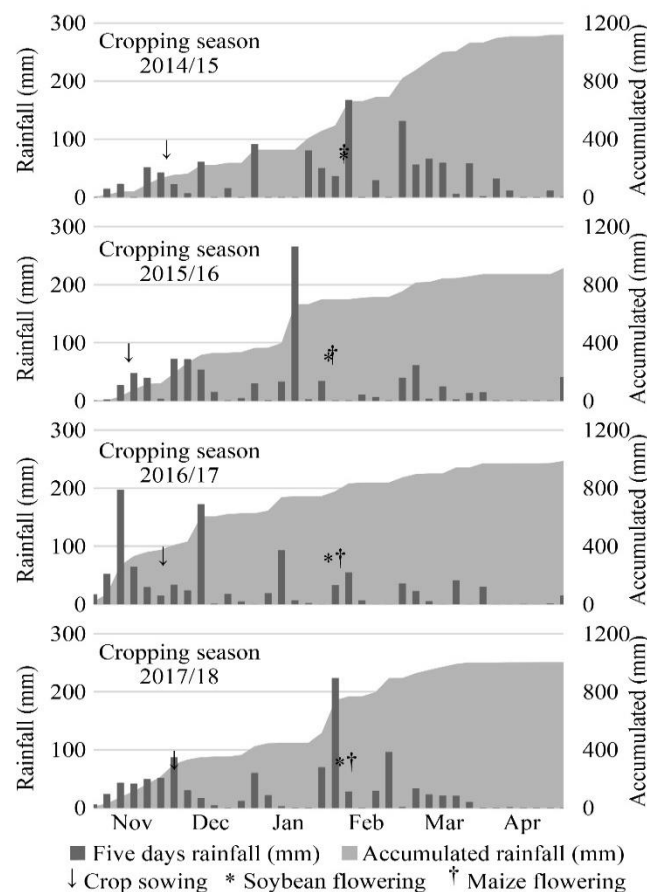 300
200
100
0
Rainfall (mm)
Cropping season
2014/15
↓
*†
1200
800
400
0
Accumulated (mm)
300
200
100
0
Rainfall (mm)
Cropping season
2015/16
↓
*†
1200
800
400
0
Accumulated (mm)
300
200
100
0
Rainfall (mm)
Cropping season
2016/17
↓
*†
1200
800
400
0
Accumulated (mm)
300
200
100
0
Rainfall (mm)
Cropping season
2017/18
↓
*†
1200
800
400
0
Accumulated (mm)
Nov Dec Jan Feb Mar Apr
Five days rainfall (mm) Accumulated rainfall (mm)
↓ Crop sowing * Soybean flowering † Maize flowering